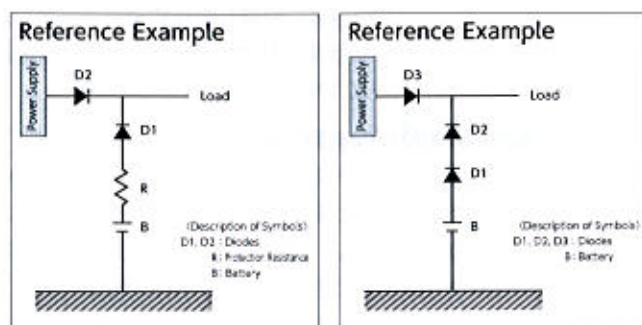 Reference Example
Power Supply
D2
Load
D1
R
B
(Description of Symbols)
D1, D2 : Diodes
R: Protector Resistance
B: Battery
Reference Example
Power Supply
D3
Load
D2
D1
B
(Description of Symbols)
D1, D2, D3 : Diodes
B: Battery